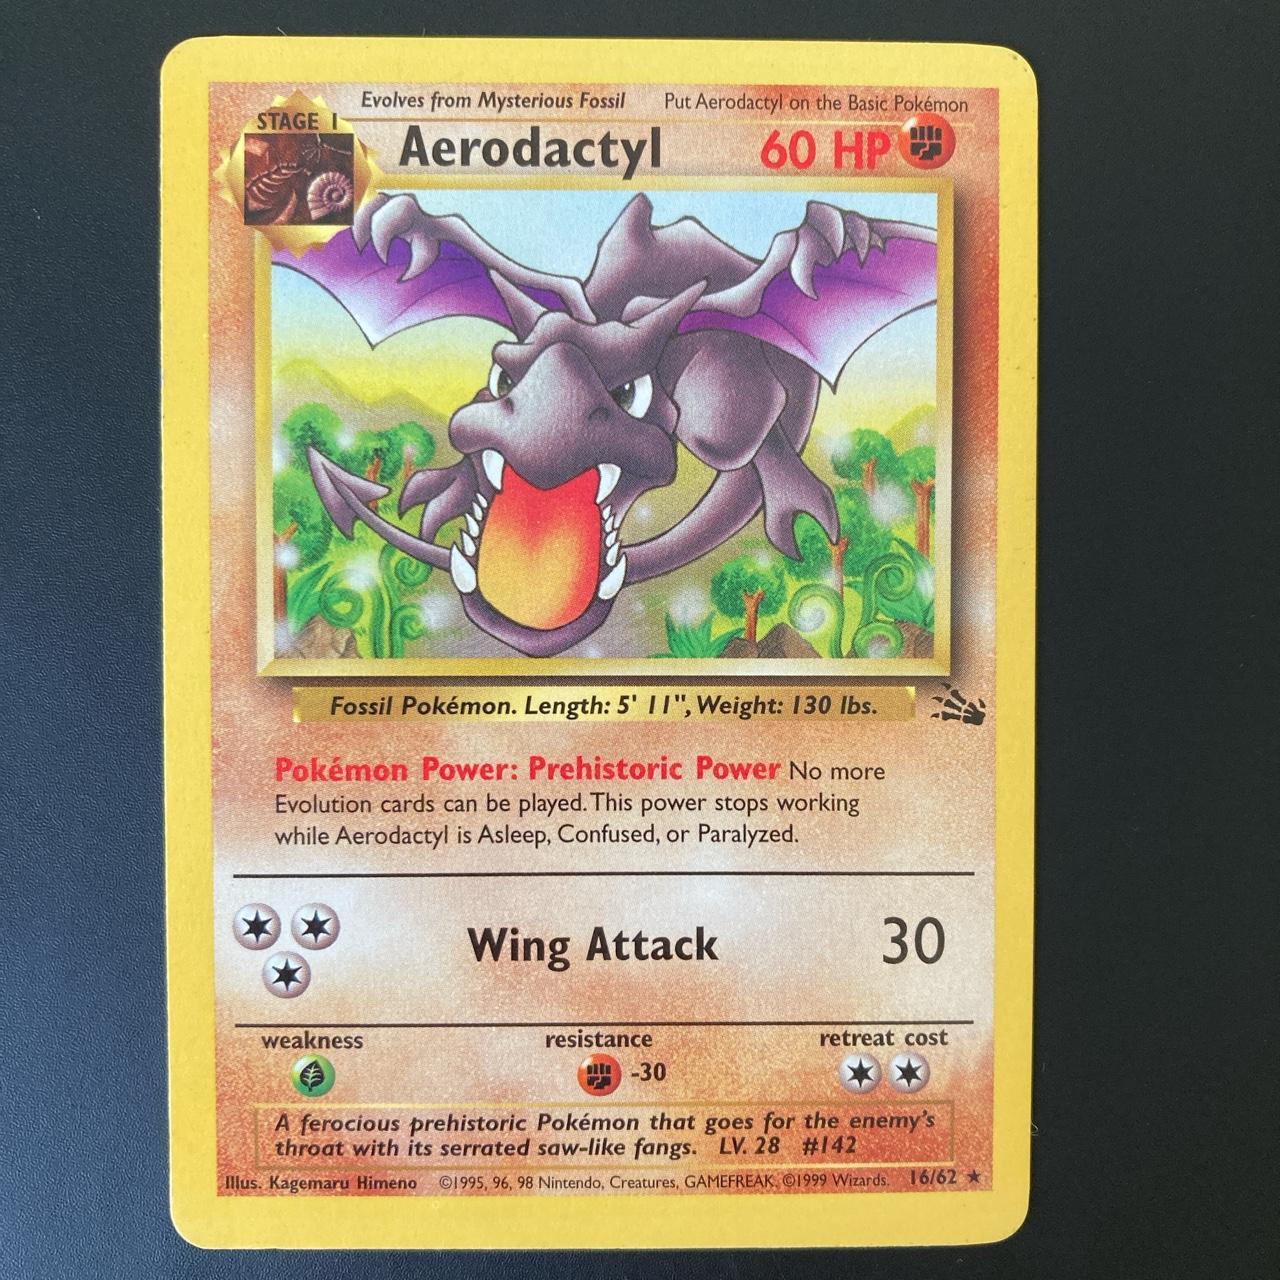 Evolves from Mysterious Fossil Put Aerodactyl on the Basic Pokémon
STAGE 1
Aerodactyl 60 HP
Fossil Pokémon. Length: 5' 11", Weight: 130 lbs.
Pokémon Power: Prehistoric Power No more
Evolution cards can be played. This power stops working
while Aerodactyl is Asleep, Confused, or Paralyzed.
Wing Attack 30
weakness resistance retreat cost
-30
A ferocious prehistoric Pokémon that goes for the enemy's
throat with its serrated saw-like fangs. LV. 28 #142
Illus. Kagemaru Himeno ©1995, 96, 98 Nintendo, Creatures, GAMEFREAK. ©1999 Wizards. 16/62 ★